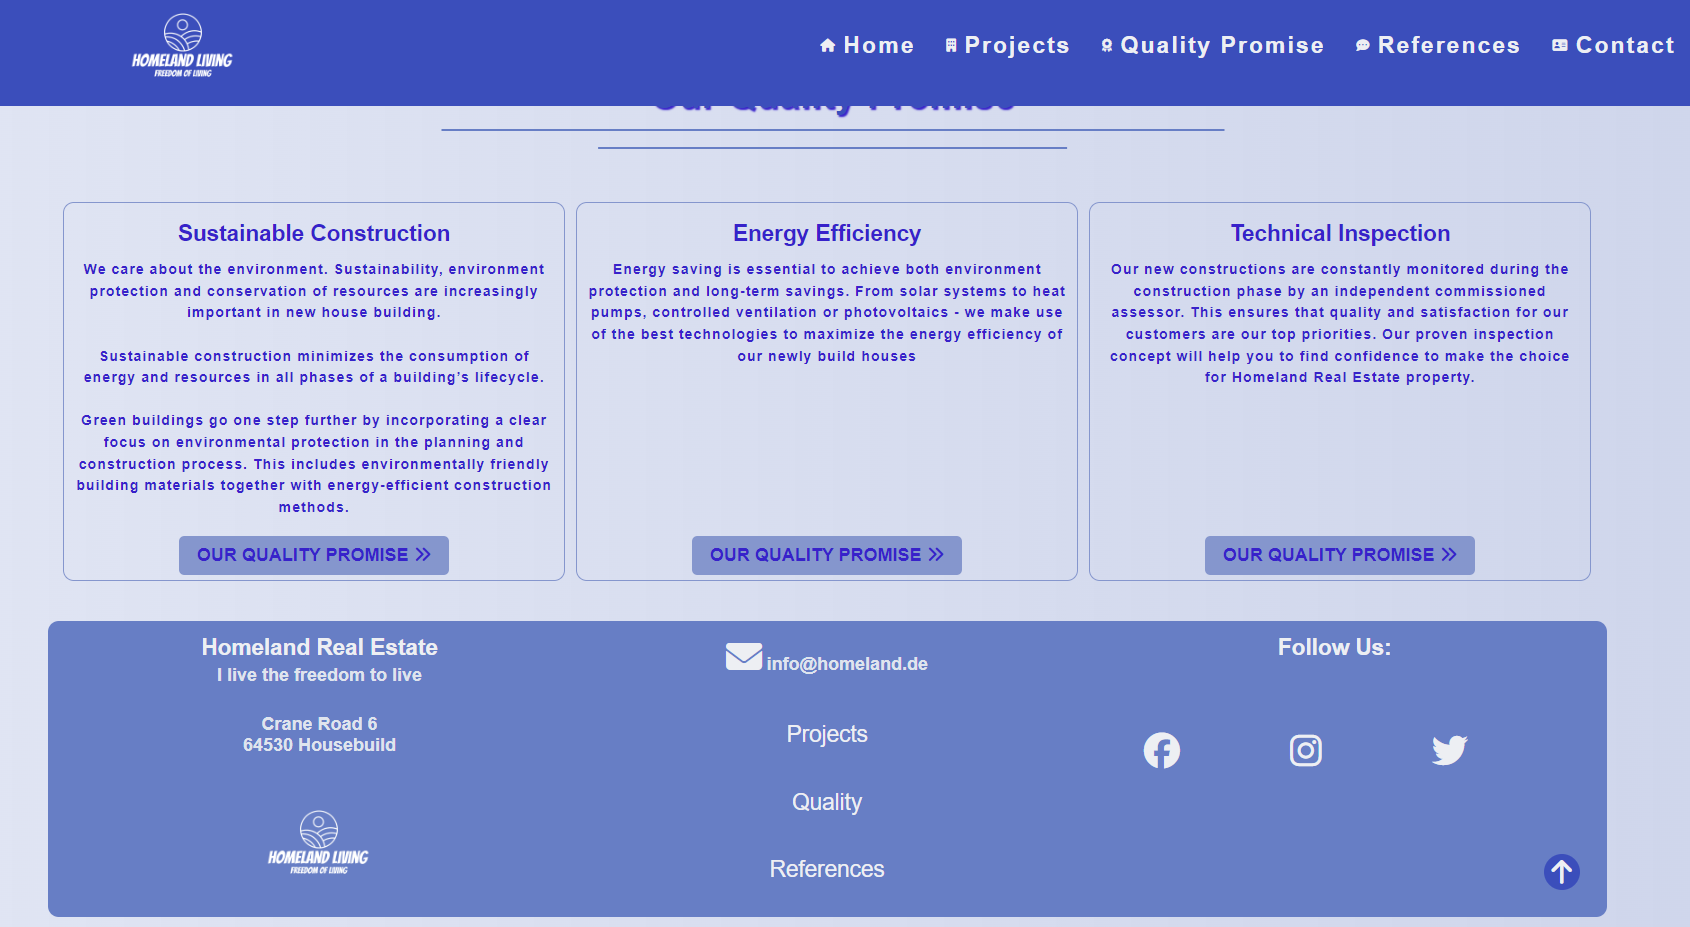 HOMELAND LIVING
FREEDOM OF LIVING
Home Projects Quality Promise References Contact
Our Quality Promise
Sustainable Construction
We care about the environment. Sustainability, environment
protection and conservation of resources are increasingly
important in new house building.
Sustainable construction minimizes the consumption of
energy and resources in all phases of a building’s lifecycle.
Green buildings go one step further by incorporating a clear
focus on environmental protection in the planning and
construction process. This includes environmentally friendly
building materials together with energy-efficient construction
methods.
OUR QUALITY PROMISE
Energy Efficiency
Energy saving is essential to achieve both environment
protection and long-term savings. From solar systems to heat
pumps, controlled ventilation or photovoltaics - we make use
of the best technologies to maximize the energy efficiency of
our newly build houses
OUR QUALITY PROMISE
Technical Inspection
Our new constructions are constantly monitored during the
construction phase by an independent commissioned
assessor. This ensures that quality and satisfaction for our
customers are our top priorities. Our proven inspection
concept will help you to find confidence to make the choice
for Homeland Real Estate property.
OUR QUALITY PROMISE
Homeland Real Estate
I live the freedom to live
Crane Road 6
64530 Housebuild
HOMELAND LIVING
FREEDOM OF LIVING
info@homeland.de
Projects
Quality
References
Follow Us: